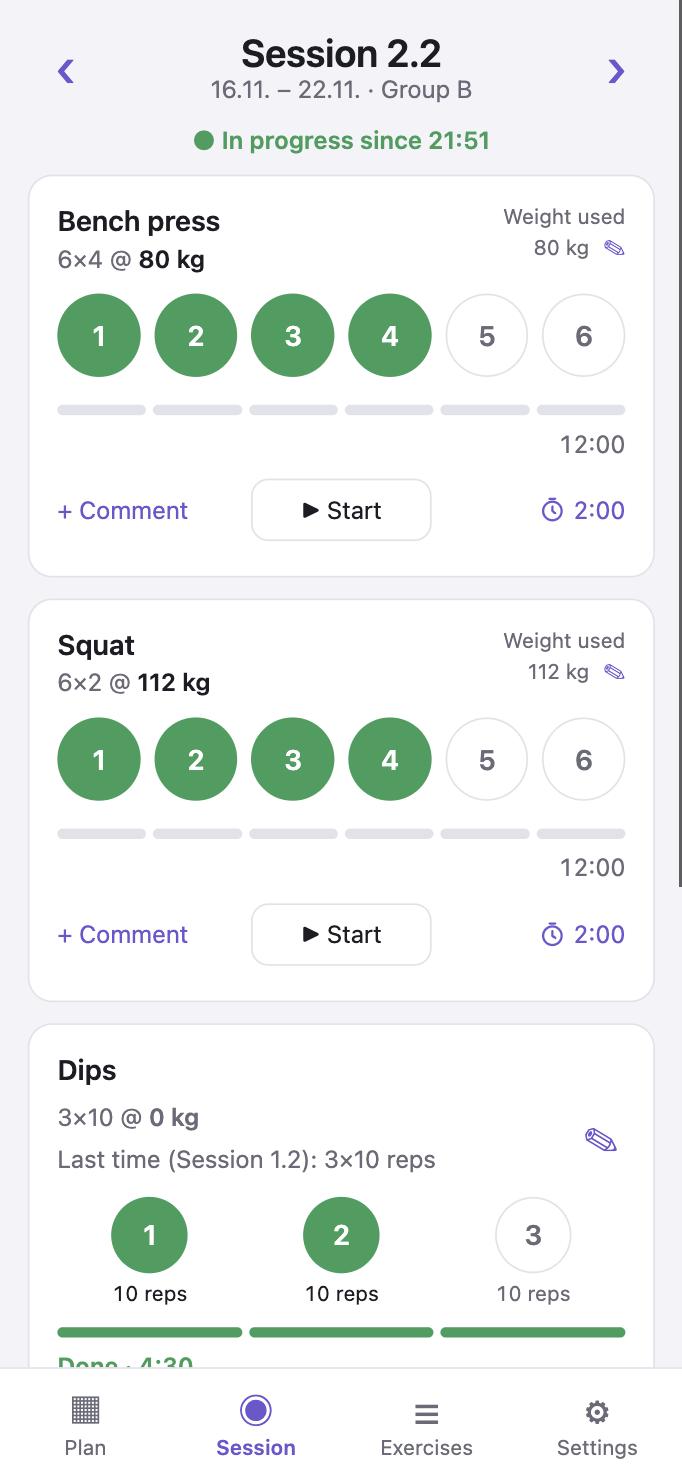 Session 2.2
16.11. – 22.11. · Group B
In progress since 21:51
Bench press
Weight used
6×4 @ 80 kg
80 kg
1 2 3 4 5 6
12:00
+ Comment
Start
2:00
Squat
Weight used
6×2 @ 112 kg
112 kg
1 2 3 4 5 6
12:00
+ Comment
Start
2:00
Dips
3×10 @ 0 kg
Last time (Session 1.2): 3×10 reps
1 2 3
10 reps 10 reps 10 reps
Done · 4:30
Plan Session Exercises Settings